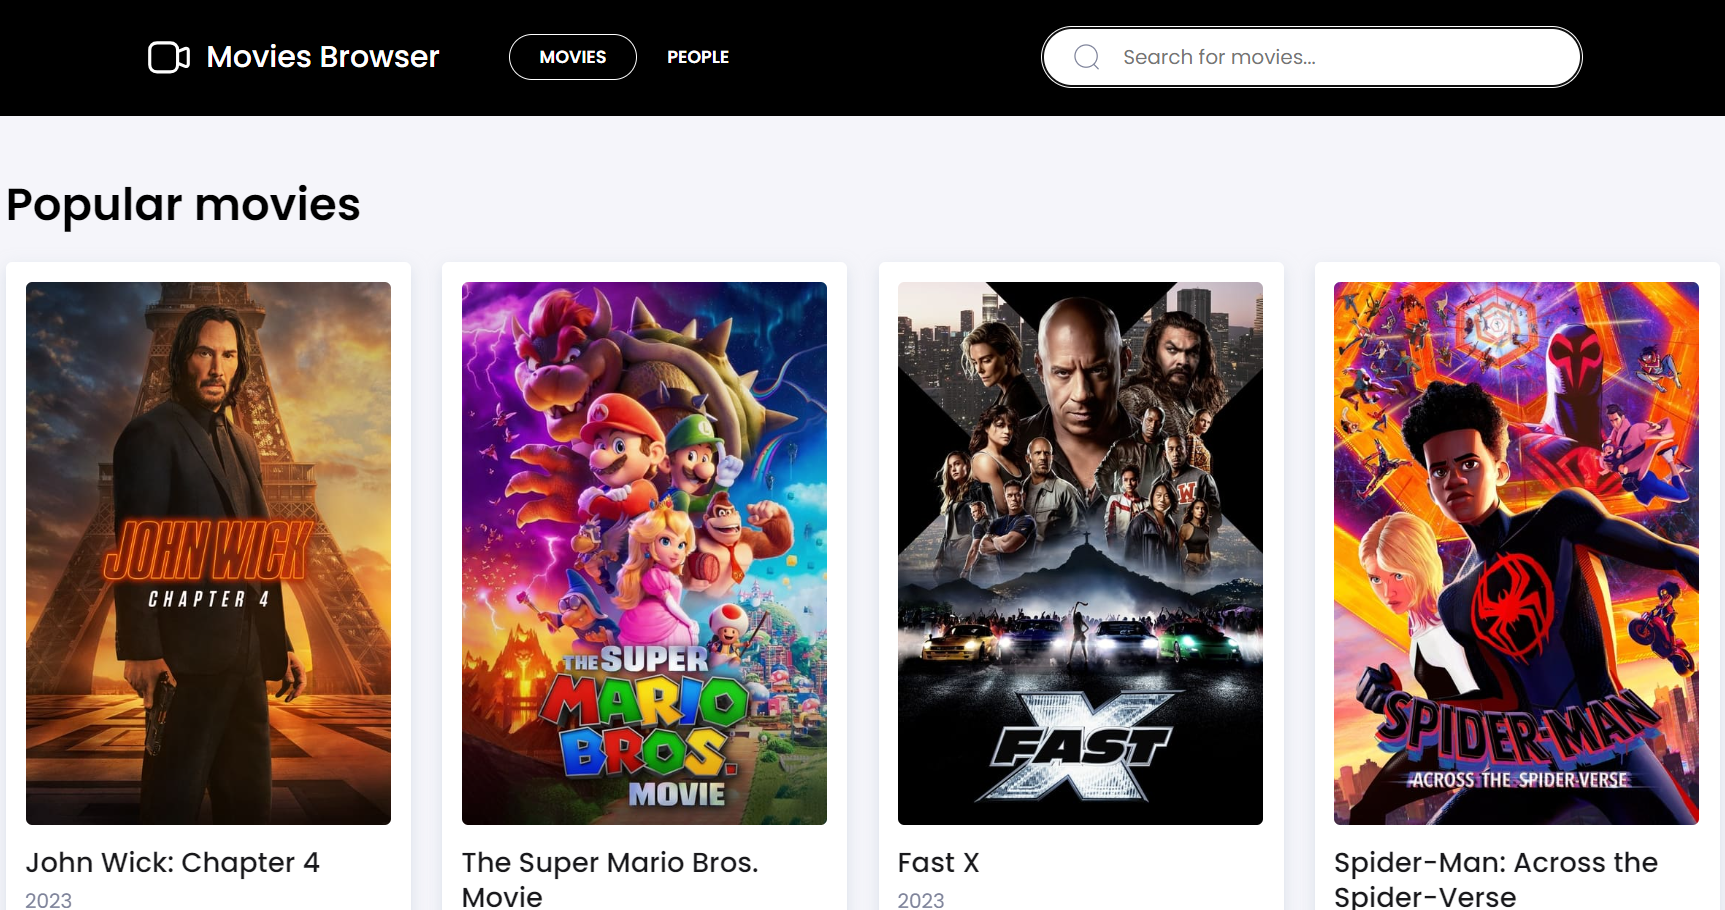 Movies Browser
MOVIES
PEOPLE
Search for movies...
Popular movies
JOHN WICK
CHAPTER 4
THE SUPER
MARIO
BROS.
MOVIE
W
FAST X
SPIDER-MAN
ACROSS THE SPIDER-VERSE
John Wick: Chapter 4
2023
The Super Mario Bros.
Movie
Fast X
2023
Spider-Man: Across the
Spider-Verse